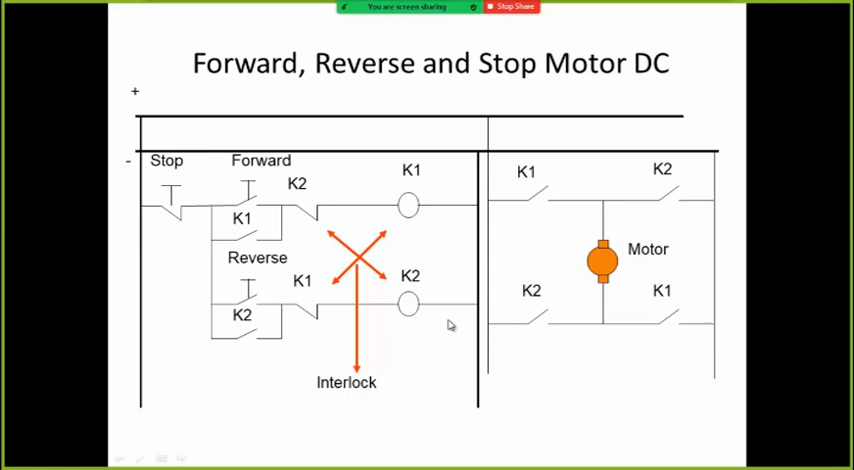 You are screen sharing
Stop Share
Forward, Reverse and Stop Motor DC
+
-
Stop
Forward
K2
K1
K1
Reverse
K1
K2
K2
Interlock
K1
K2
Motor
K2
K1